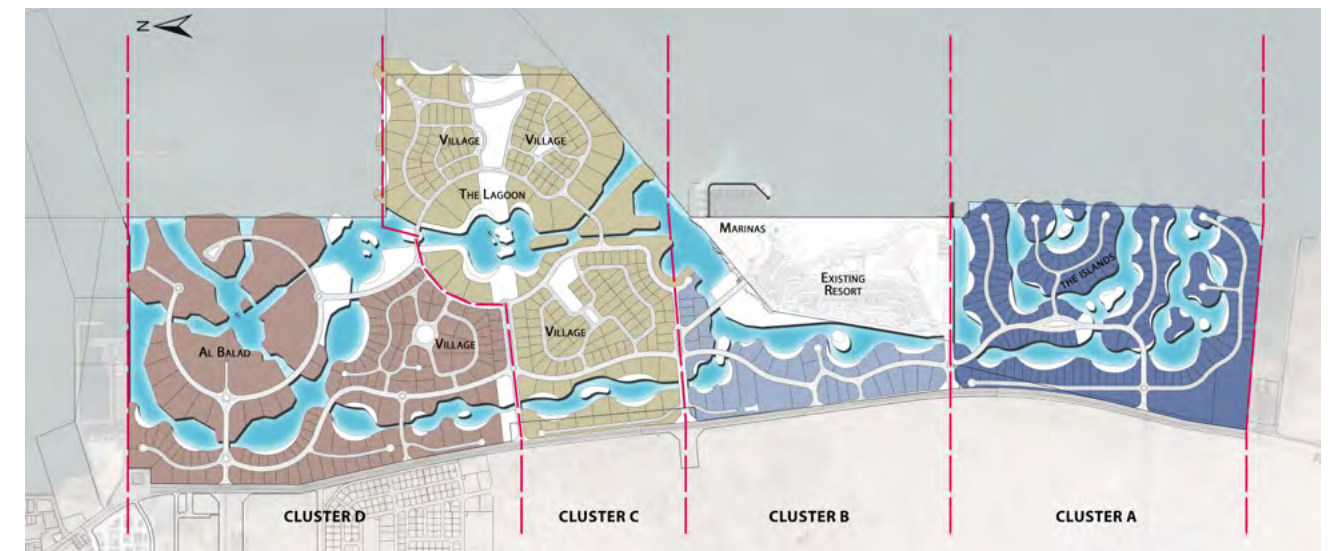 N
VILLAGE
VILLAGE
THE LAGOON
MARINAS
EXISTING
RESORT
THE ISLANDS
AL BALAD
VILLAGE
VILLAGE
CLUSTER D
CLUSTER C
CLUSTER B
CLUSTER A